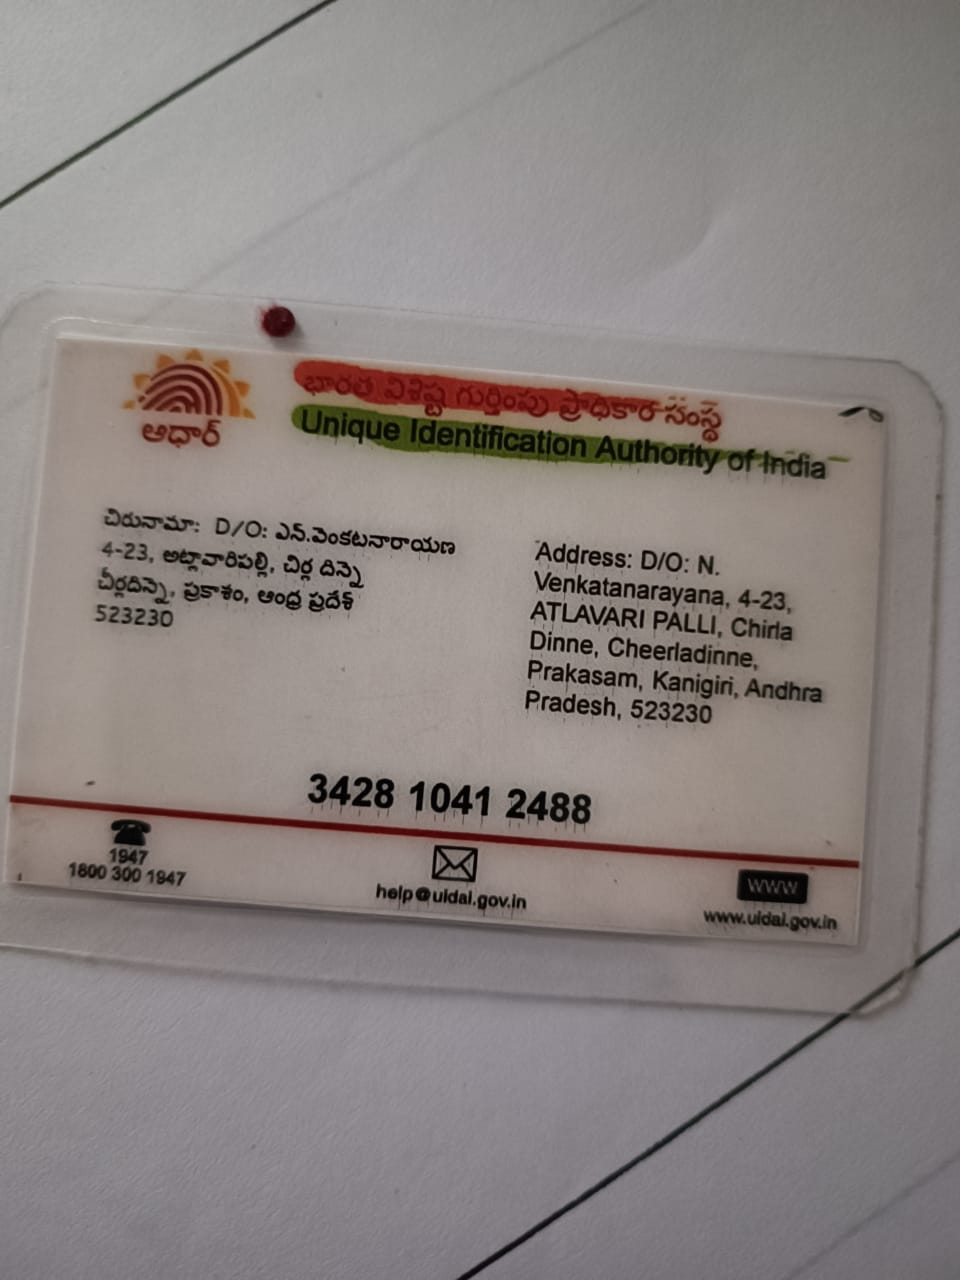 ఆధార్
భారత విశిష్ట గుర్తింపు ప్రాధికార సంస్థ
Unique Identification Authority of India
చిరునామా: D/O: ఎన్.వెంకటనారాయణ
4-23, అట్లావారిపల్లి, చిర్ల దిన్నె
చీర్లదిన్నె, ప్రకాశం, ఆంధ్ర ప్రదేశ్
523230
Address: D/O: N.
Venkatanarayana, 4-23,
ATLAVARI PALLI, Chirla
Dinne, Cheerladinne,
Prakasam, Kanigiri, Andhra
Pradesh, 523230
3428 1041 2488
1947
1800 300 1947
help@uidai.gov.in
WWW
www.uidai.gov.in